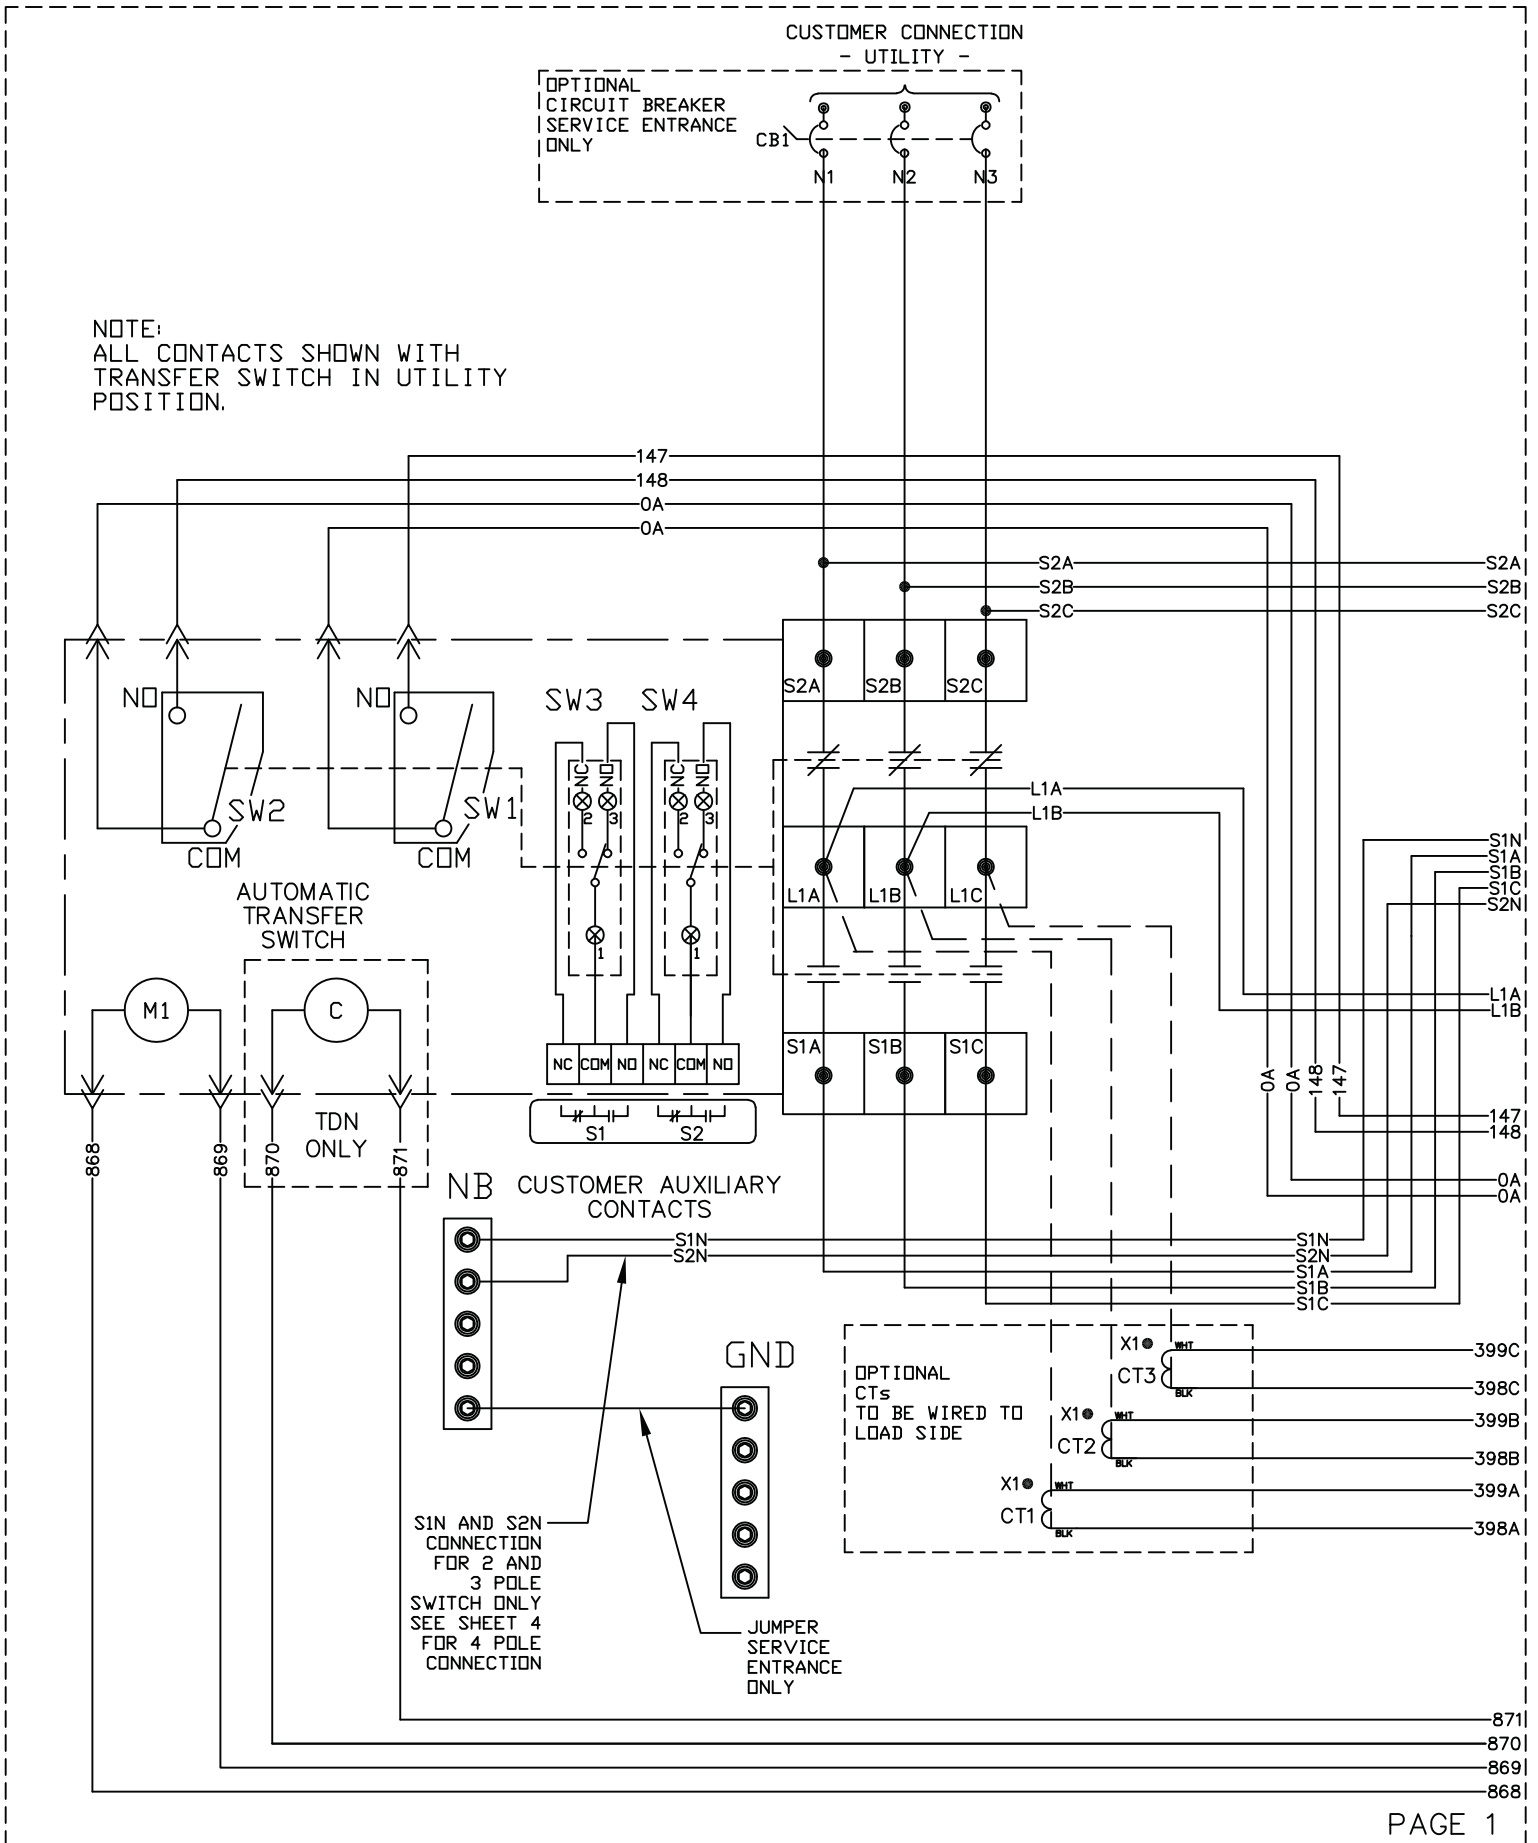 CUSTOMER CONNECTION
- UTILITY -
OPTIONAL
CIRCUIT BREAKER
SERVICE ENTRANCE
ONLY
CB1
N1 N2 N3
NOTE:
ALL CONTACTS SHOWN WITH
TRANSFER SWITCH IN UTILITY
POSITION.
147
148
0A
0A
S2A S2A
S2B S2B
S2C S2C
S2A S2B S2C
NO NO SW3 SW4
NC NO NC NO
2 3 2 3
SW2 SW1
COM COM
L1A
L1B
L1A L1B L1C
S1N
S1A
S1B
S1C
S2N
AUTOMATIC
TRANSFER
SWITCH
1 1
L1A
L1B
M1 C
S1A S1B S1C
NC COM NO NC COM NO
0A 0A 148 147
S1 S2
TDN
ONLY
147
148
868 869 870 871
0A
0A
NB
CUSTOMER AUXILIARY
CONTACTS
S1N S1N
S2N S2N
S1A
S1B
S1C
GND
OPTIONAL
CTs
TO BE WIRED TO
LOAD SIDE
X1 WHT 399C
CT3 BLK 398C
X1 WHT 399B
CT2 BLK 398B
X1 WHT 399A
CT1 BLK 398A
S1N AND S2N
CONNECTION
FOR 2 AND
3 POLE
SWITCH ONLY
SEE SHEET 4
FOR 4 POLE
CONNECTION
JUMPER
SERVICE
ENTRANCE
ONLY
871
870
869
868
PAGE 1